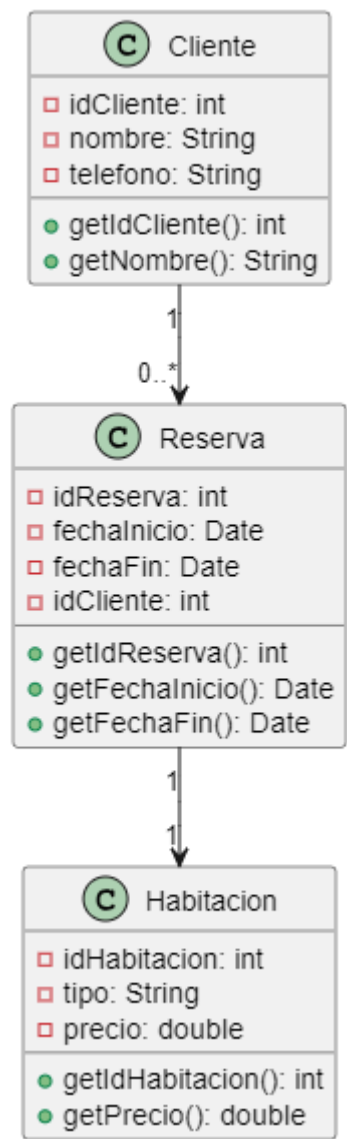 C Cliente
idCliente: int
nombre: String
telefono: String
getIdCliente(): int
getNombre(): String
1
0..*
C Reserva
idReserva: int
fechaInicio: Date
fechaFin: Date
idCliente: int
getIdReserva(): int
getFechaInicio(): Date
getFechaFin(): Date
1
1
C Habitacion
idHabitacion: int
tipo: String
precio: double
getIdHabitacion(): int
getPrecio(): double